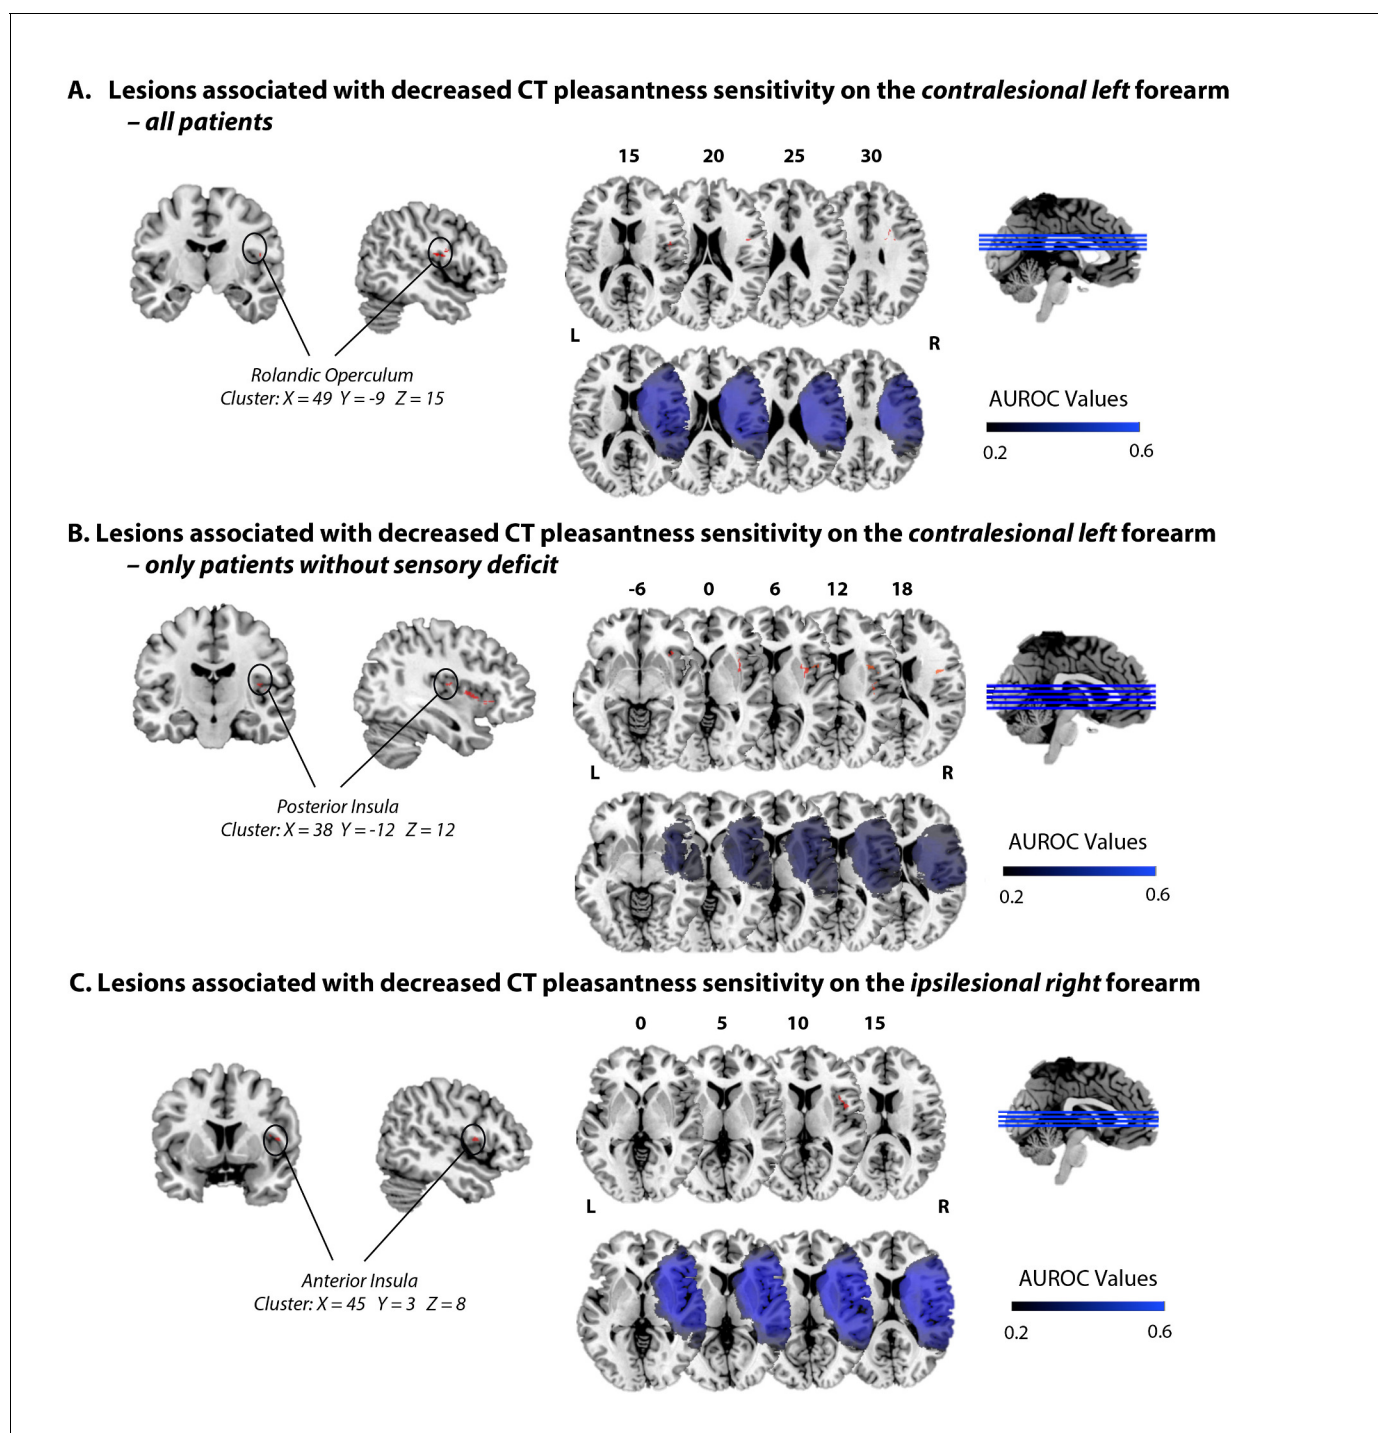 A. Lesions associated with decreased CT pleasantness sensitivity on the contralesional left forearm
– all patients
15 20 25 30
L
R
Rolandic Operculum
Cluster: X = 49 Y = -9 Z = 15
AUROC Values
0.2 0.6
B. Lesions associated with decreased CT pleasantness sensitivity on the contralesional left forearm
– only patients without sensory deficit
-6 0 6 12 18
L R
Posterior Insula
Cluster: X = 38 Y = -12 Z = 12
AUROC Values
0.2 0.6
C. Lesions associated with decreased CT pleasantness sensitivity on the ipsilesional right forearm
0 5 10 15
L R
Anterior Insula
Cluster: X = 45 Y = 3 Z = 8
AUROC Values
0.2 0.6